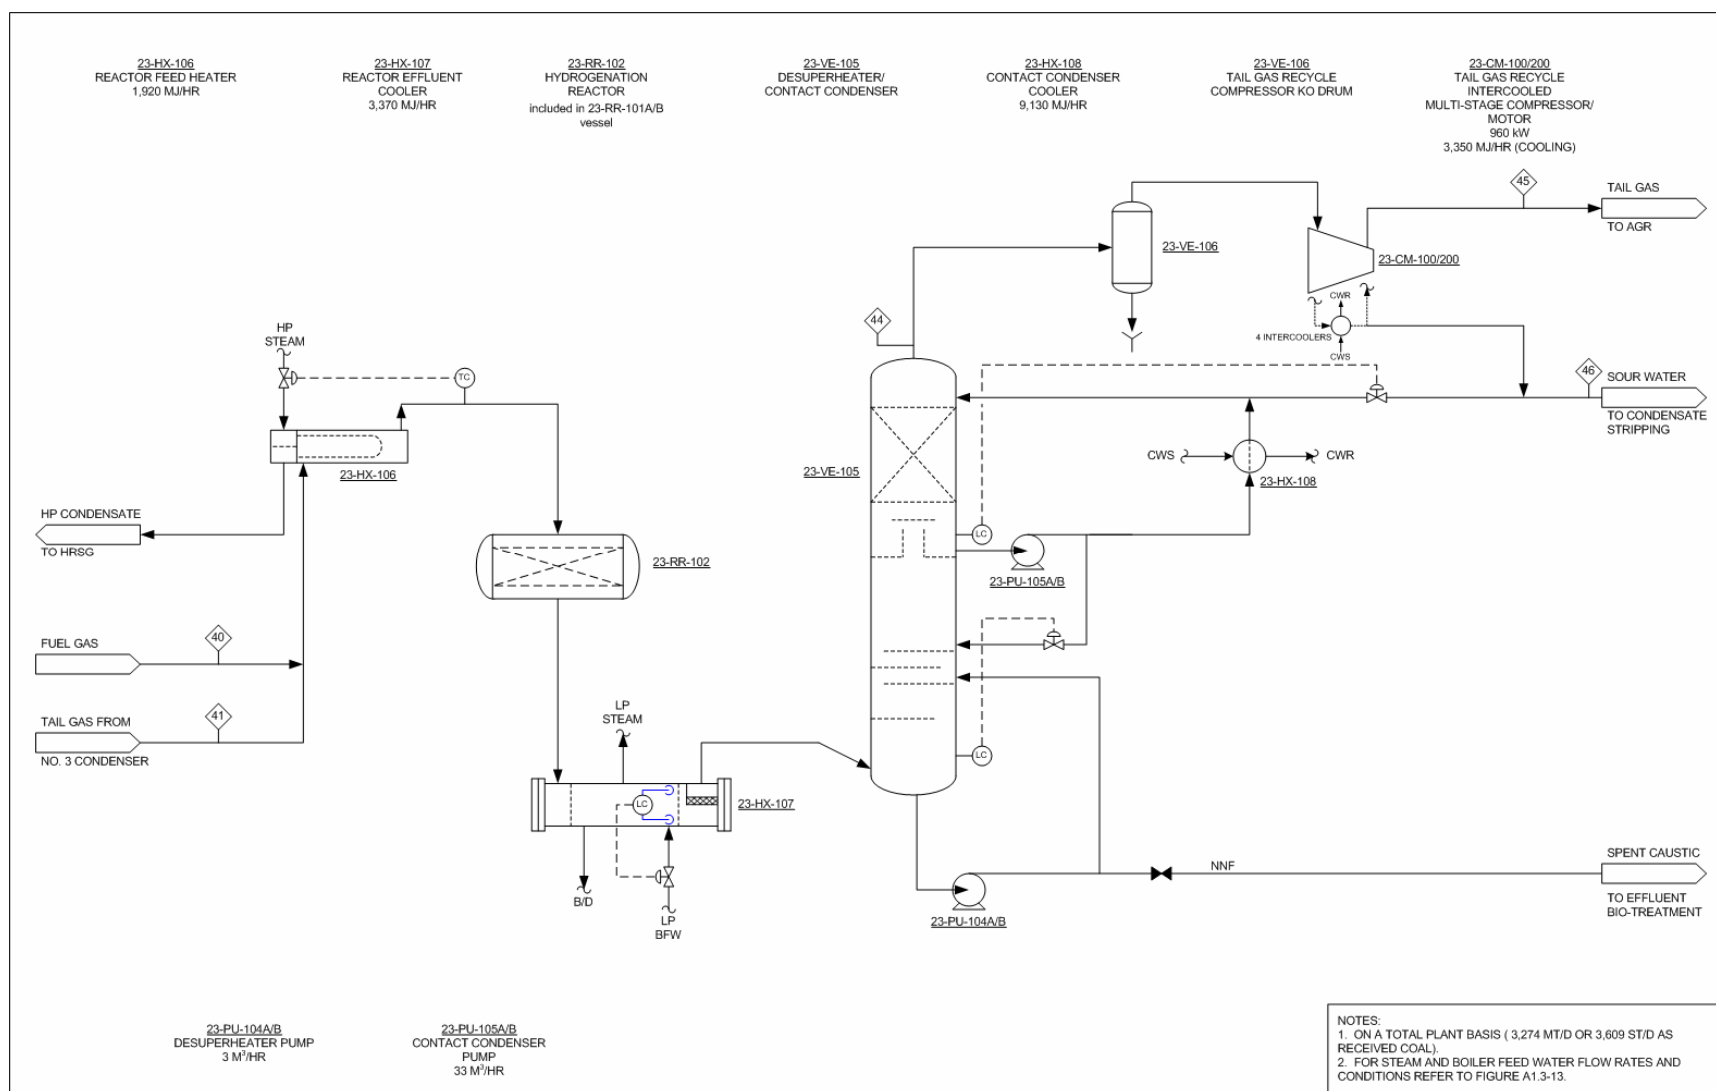 23-HX-106
REACTOR FEED HEATER
1,920 MJ/HR
23-HX-107
REACTOR EFFLUENT
COOLER
3,370 MJ/HR
23-RR-102
HYDROGENATION
REACTOR
included in 23-RR-101A/B
vessel
23-VE-105
DESUPERHEATER/
CONTACT CONDENSER
23-HX-108
CONTACT CONDENSER
COOLER
9,130 MJ/HR
23-VE-106
TAIL GAS RECYCLE
COMPRESSOR KO DRUM
23-CM-100/200
TAIL GAS RECYCLE
INTERCOOLED
MULTI-STAGE COMPRESSOR/
MOTOR
960 kW
3,350 MJ/HR (COOLING)
45
TAIL GAS
TO AGR
23-VE-106
23-CM-100/200
CWR
4 INTERCOOLERS
CWS
44
HP
STEAM
TC
46
SOUR WATER
TO CONDENSATE
STRIPPING
23-HX-106
23-VE-105
CWS
CWR
23-HX-108
HP CONDENSATE
TO HRSG
LC
23-RR-102
23-PU-105A/B
FUEL GAS
40
TAIL GAS FROM
41
NO. 3 CONDENSER
LP
STEAM
LC
LC
23-HX-107
B/D
LP
BFW
23-PU-104A/B
NNF
SPENT CAUSTIC
TO EFFLUENT
BIO-TREATMENT
23-PU-104A/B
DESUPERHEATER PUMP
3 M³/HR
23-PU-105A/B
CONTACT CONDENSER
PUMP
33 M³/HR
NOTES:
1. ON A TOTAL PLANT BASIS ( 3,274 MT/D OR 3,609 ST/D AS
RECEIVED COAL).
2. FOR STEAM AND BOILER FEED WATER FLOW RATES AND
CONDITIONS REFER TO FIGURE A1.3-13.